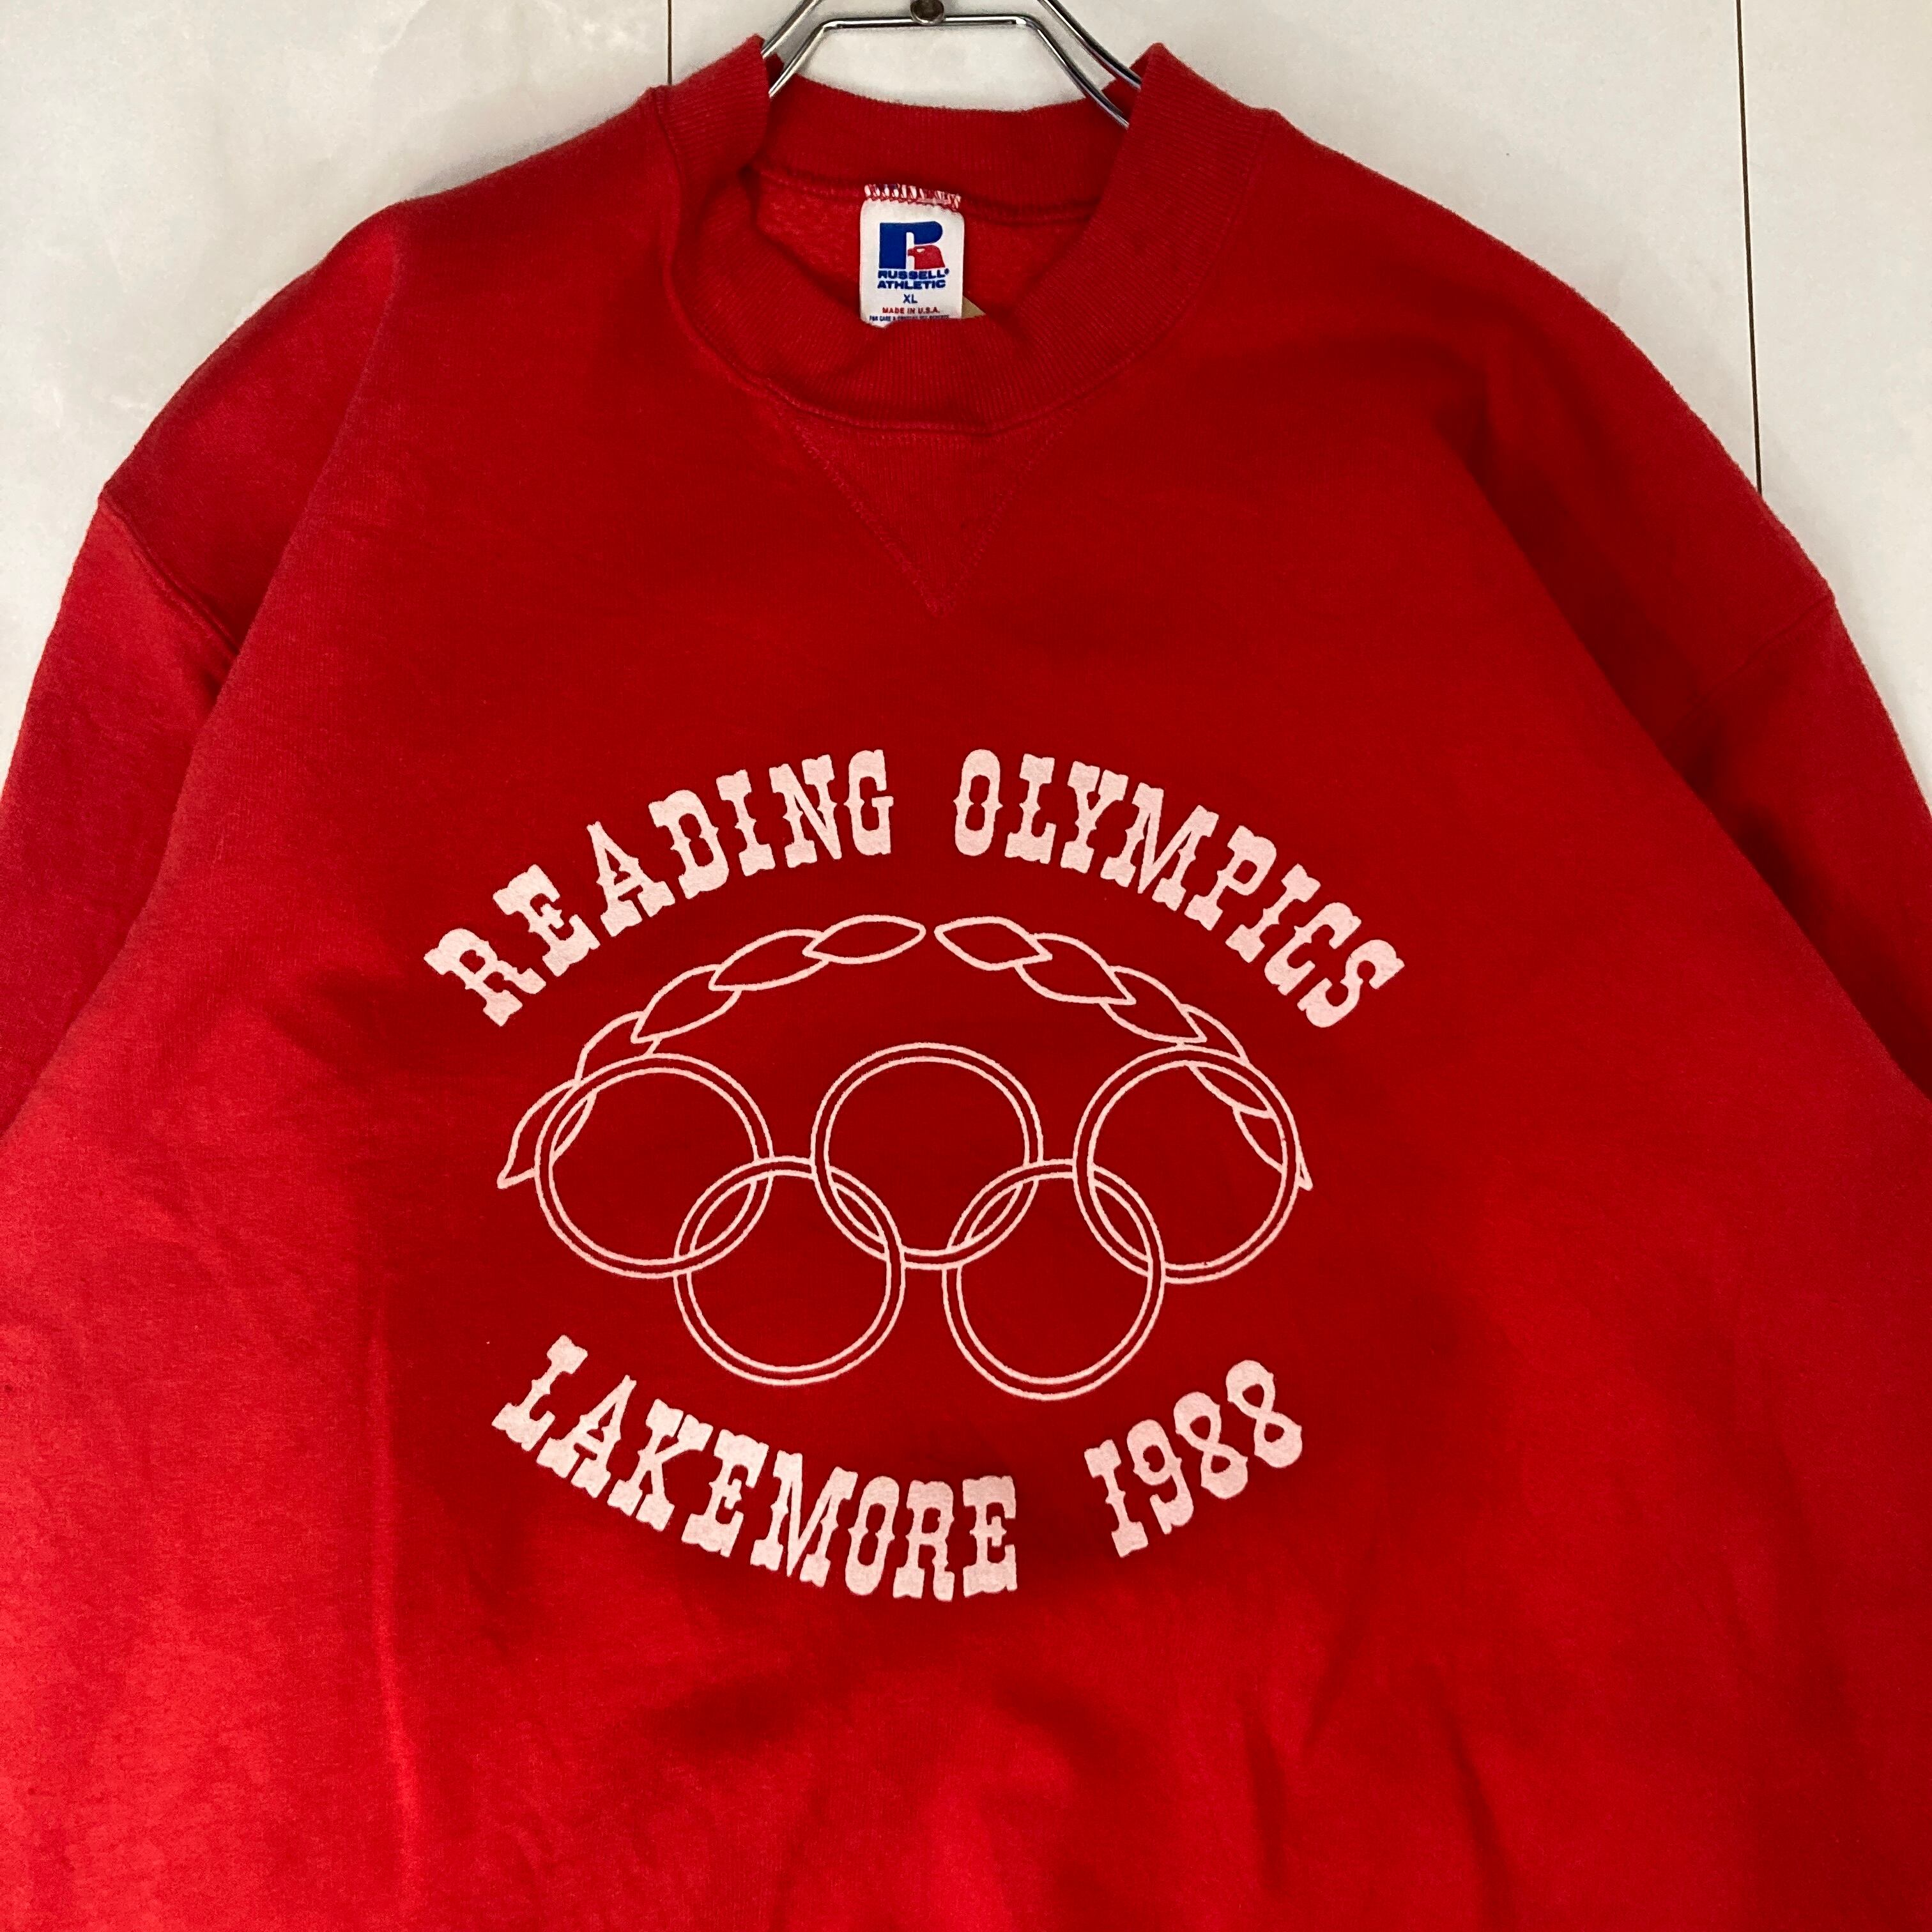 RUSSELL®
ATHLETIC
XL
MADE IN U.S.A.
READING OLYMPICS
LAKEMORE 1988